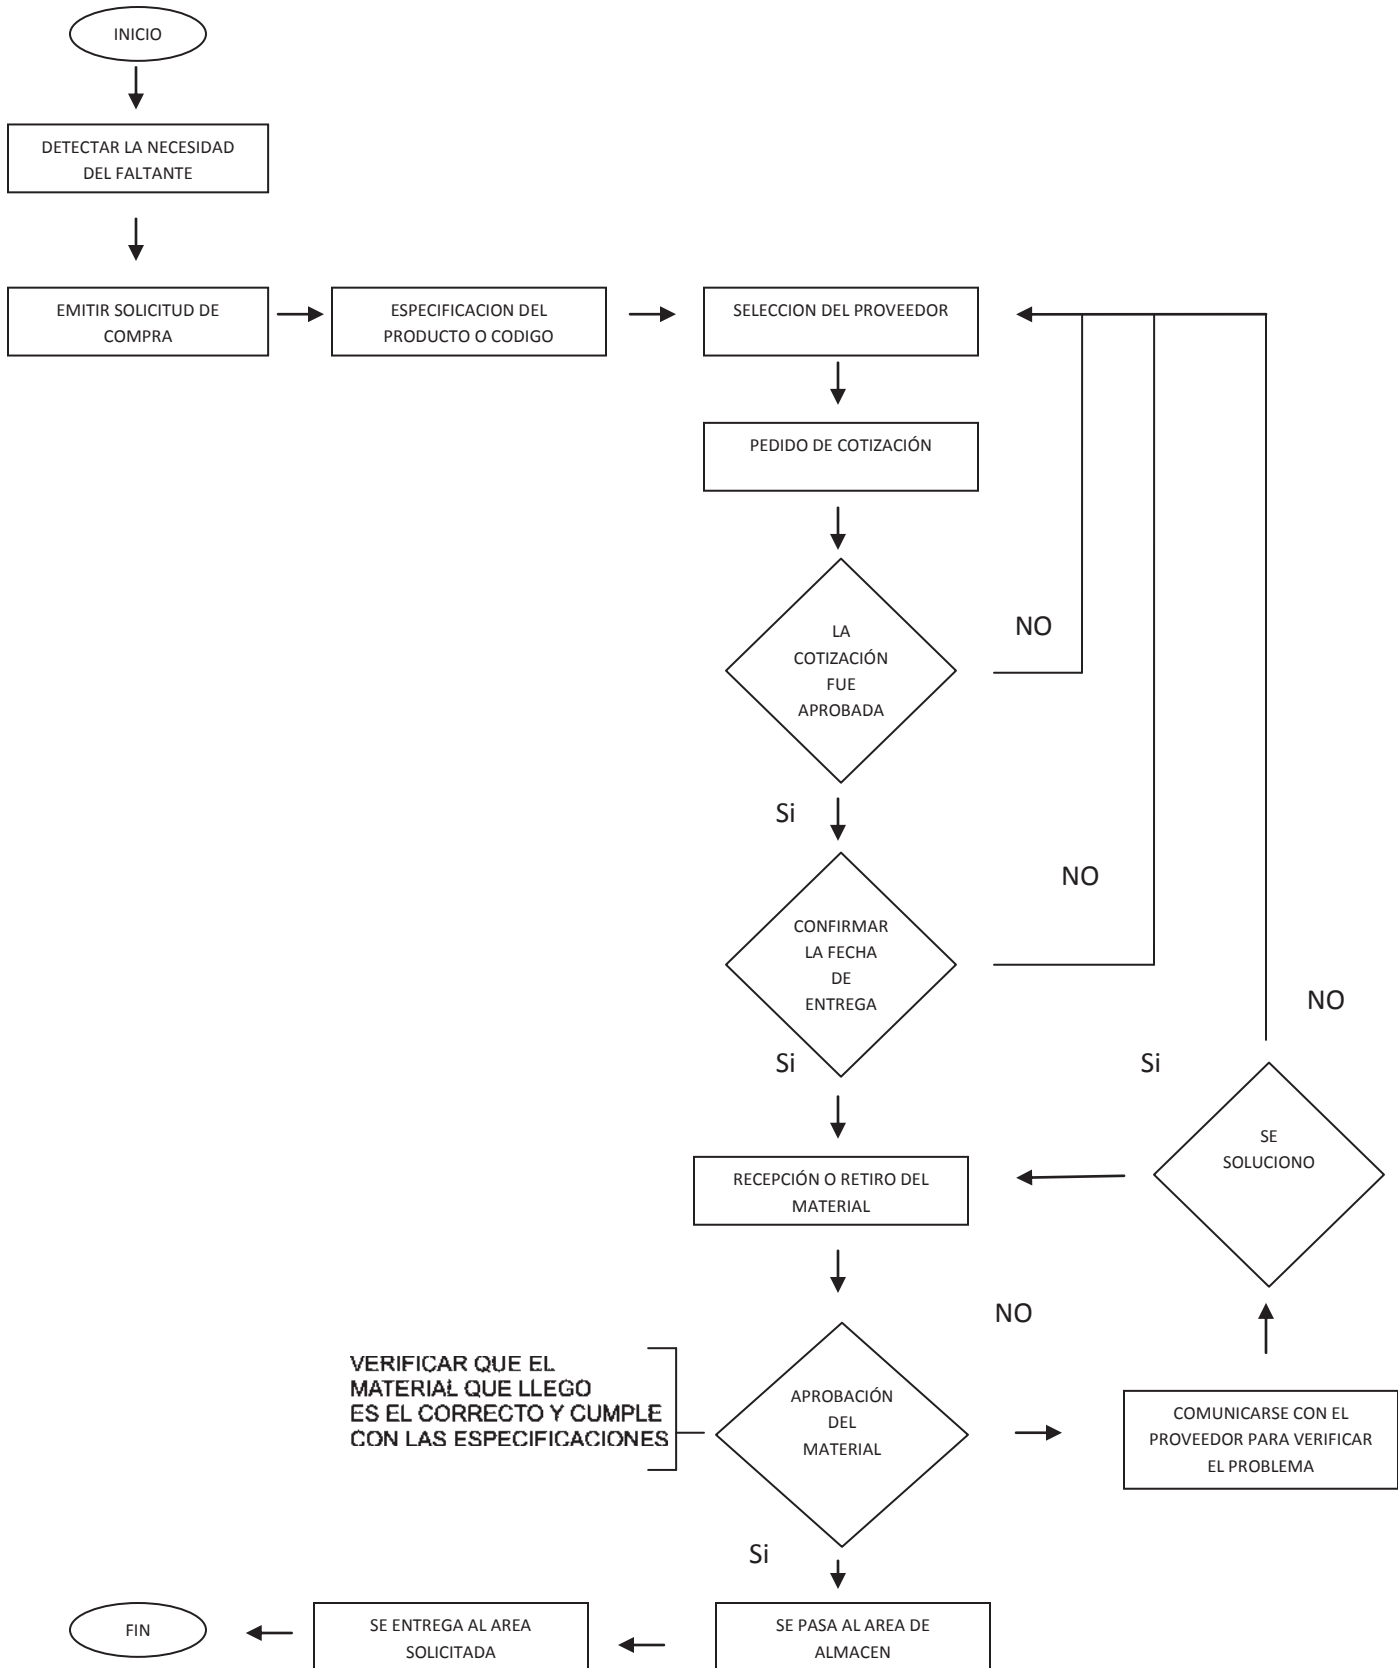 INICIO
DETECTAR LA NECESIDAD
DEL FALTANTE
EMITIR SOLICITUD DE
COMPRA
ESPECIFICACION DEL
PRODUCTO O CODIGO
SELECCION DEL PROVEEDOR
PEDIDO DE COTIZACIÓN
LA
COTIZACIÓN
FUE
APROBADA
NO
Si
CONFIRMAR
LA FECHA
DE
ENTREGA
NO
Si
RECEPCIÓN O RETIRO DEL
MATERIAL
SE
SOLUCIONO
NO
Si
VERIFICAR QUE EL
MATERIAL QUE LLEGO
ES EL CORRECTO Y CUMPLE
CON LAS ESPECIFICACIONES
APROBACIÓN
DEL
MATERIAL
NO
COMUNICARSE CON EL
PROVEEDOR PARA VERIFICAR
EL PROBLEMA
Si
SE PASA AL AREA DE
ALMACEN
SE ENTREGA AL AREA
SOLICITADA
FIN